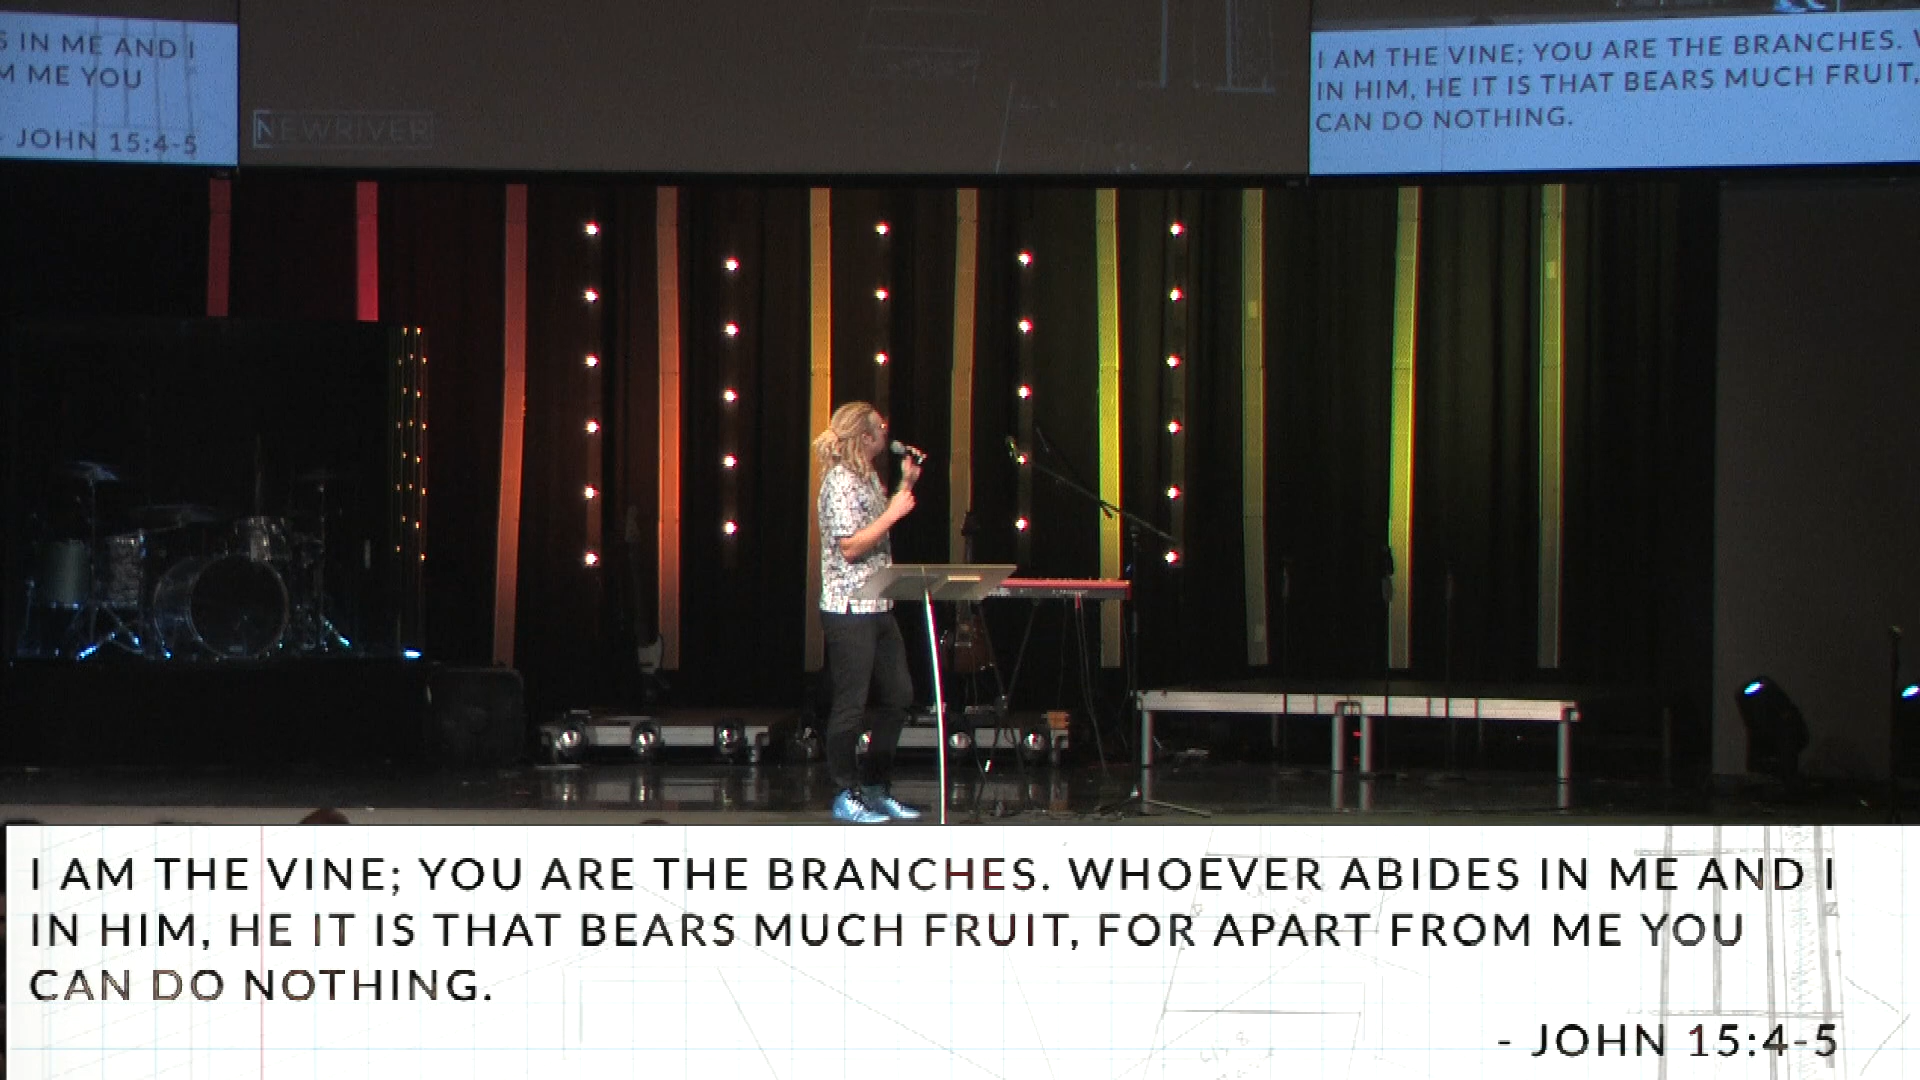 S IN ME AND I
M ME YOU
- JOHN 15:4-5
NEWRIVER
I AM THE VINE; YOU ARE THE BRANCHES.
IN HIM, HE IT IS THAT BEARS MUCH FRUIT,
CAN DO NOTHING.
I AM THE VINE; YOU ARE THE BRANCHES. WHOEVER ABIDES IN ME AND I
IN HIM, HE IT IS THAT BEARS MUCH FRUIT, FOR APART FROM ME YOU
CAN DO NOTHING.
- JOHN 15:4-5